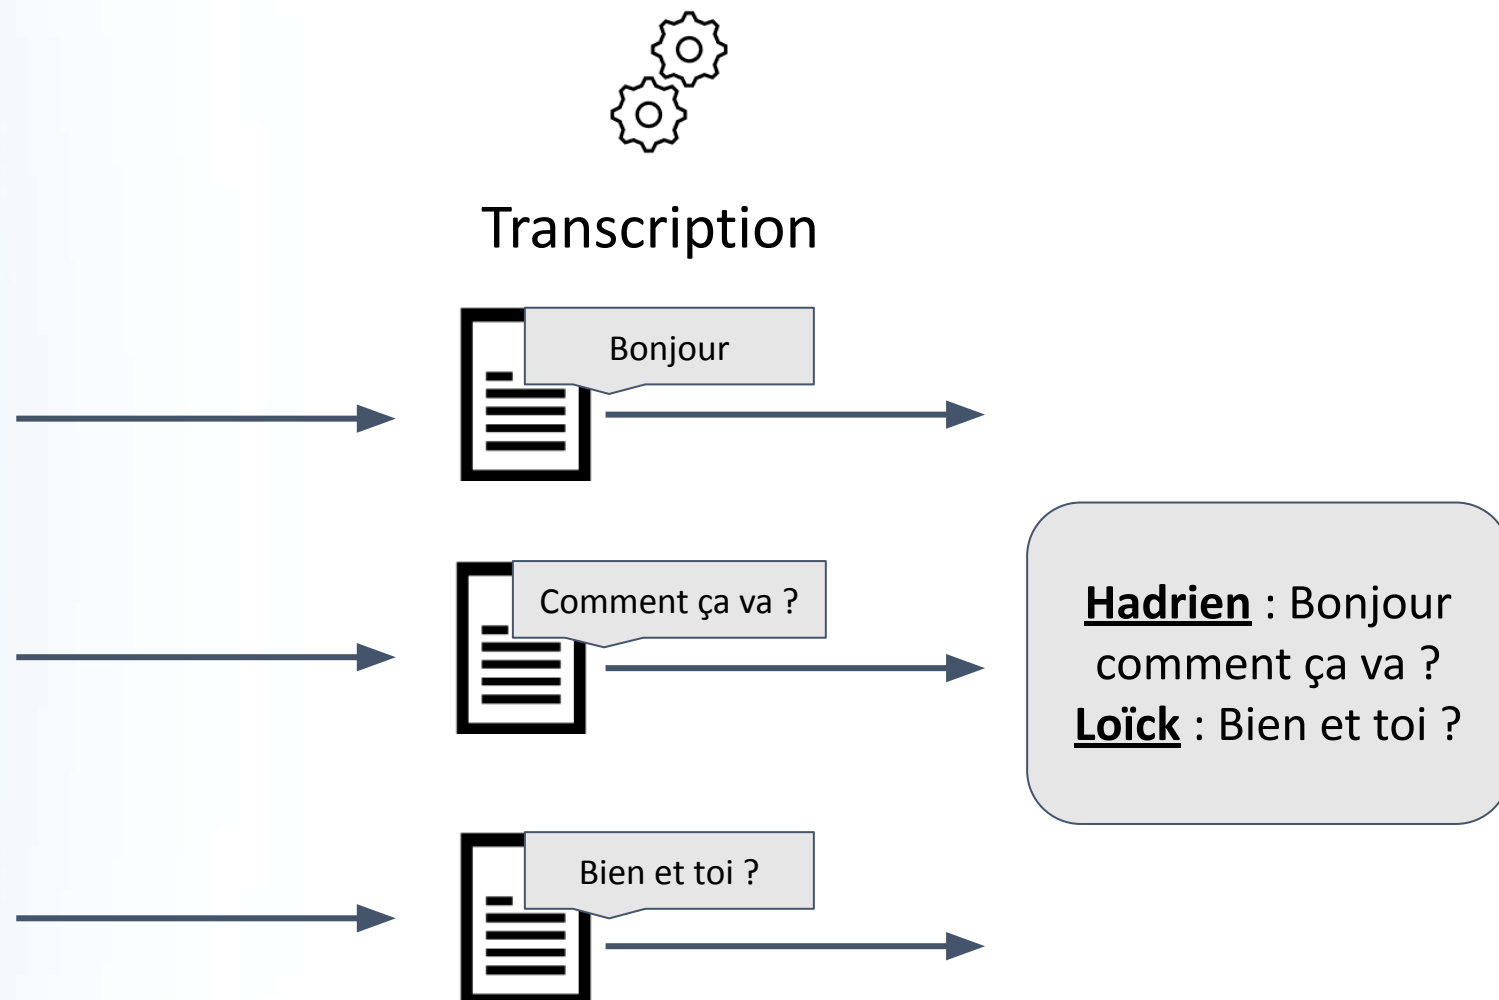 Transcription
Bonjour
Comment ça va ?
Bien et toi ?
Hadrien : Bonjour
comment ça va ?
Loïck : Bien et toi ?